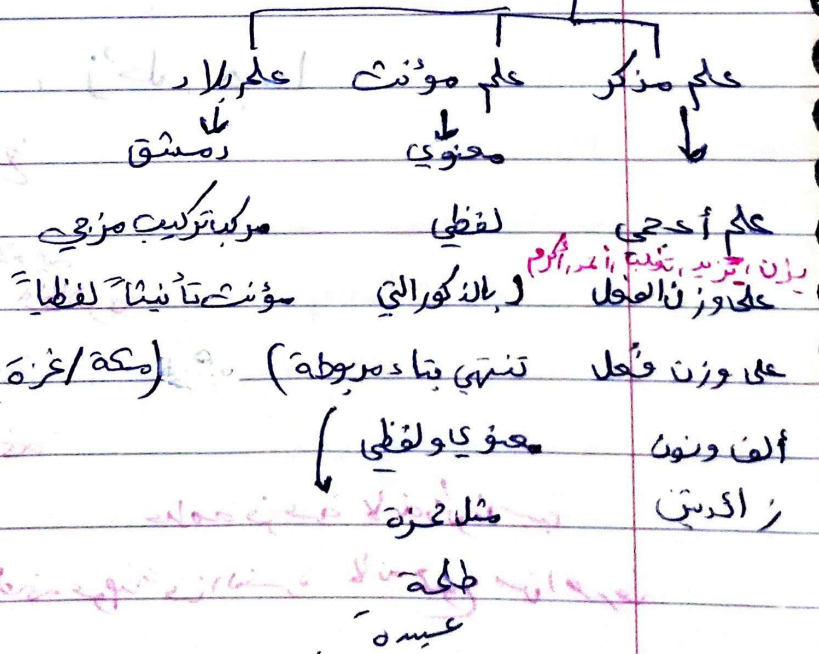 علم مذكر علم مؤنث علم بلاد
معنوي دمشق
علم أعجمي لفظي مركب تركيب مزجي
يزن، يزيد، تغلب، أحمد، أكرم
على وزن الفعل (بالذكور التي مؤنث تأنيثاً لفظياً
على وزن فُعل تنتهي بتاء مربوطة) (مكة/غزة
ألف ونون معنوي ولفظي
زائدتين مثل حمزة
طلحة
عبيدة